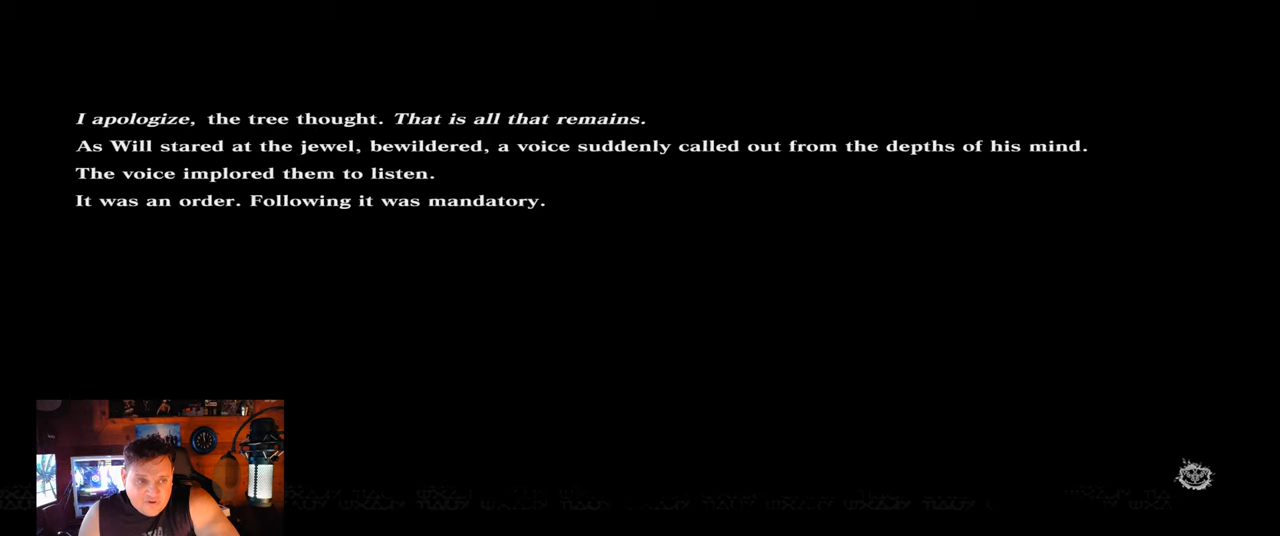 I apologize, the tree thought. That is all that remains.
As Will stared at the jewel, bewildered, a voice suddenly called out from the depths of his mind.
The voice implored them to listen.
It was an order. Following it was mandatory.